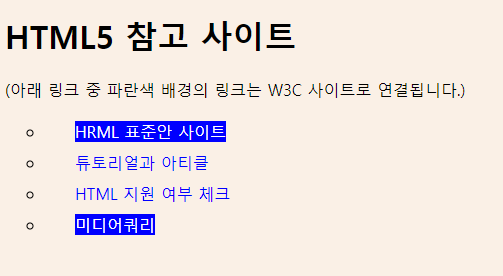 HTML5 참고 사이트
(아래 링크 중 파란색 배경의 링크는 W3C 사이트로 연결됩니다.)
HRML 표준안 사이트
튜토리얼과 아티클
HTML 지원 여부 체크
미디어쿼리